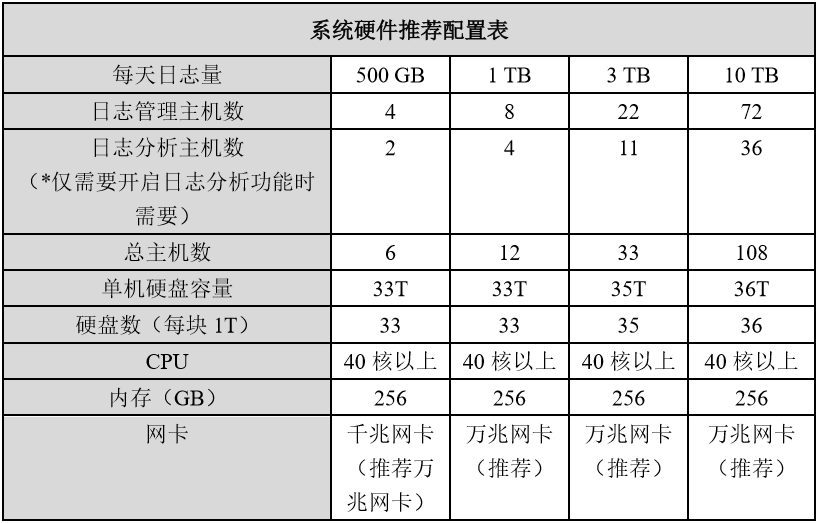 系统硬件推荐配置表
每天日志量 500 GB 1 TB 3 TB 10 TB
日志管理主机数 4 8 22 72
日志分析主机数 2 4 11 36
（*仅需要开启日志分析功能时
需要）
总主机数 6 12 33 108
单机硬盘容量 33T 33T 35T 36T
硬盘数（每块 1T） 33 33 35 36
CPU 40 核以上 40 核以上 40 核以上 40 核以上
内存（GB） 256 256 256 256
网卡 千兆网卡 万兆网卡 万兆网卡 万兆网卡
（推荐万 （推荐） （推荐） （推荐）
兆网卡）